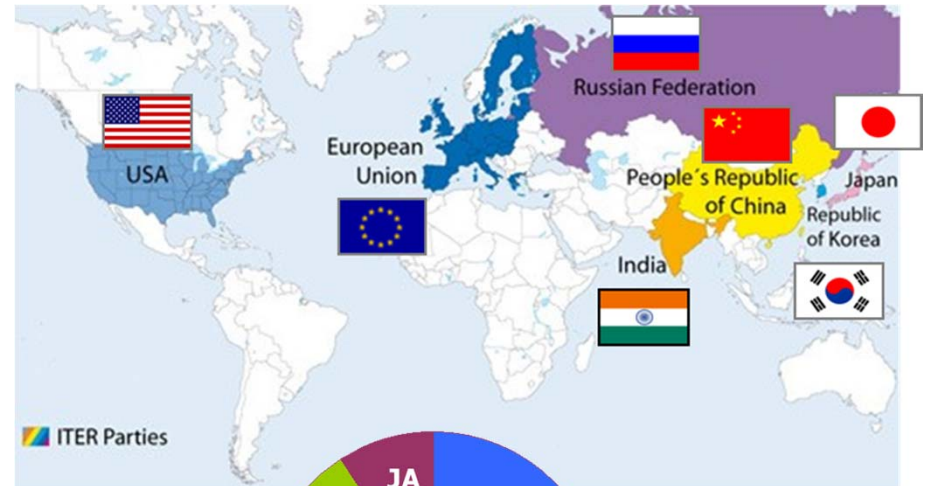 Russian Federation
USA
European
Union
People´s Republic
of China
Japan
Republic
of Korea
India
ITER Parties
JA